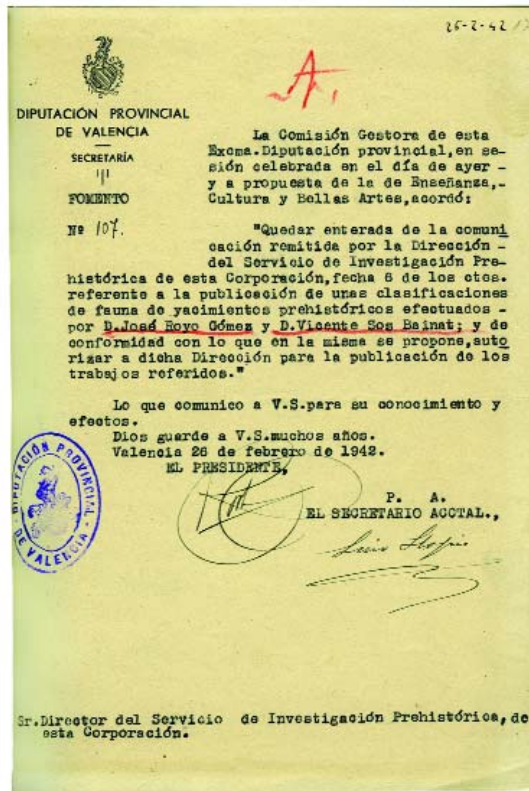 26-2-42
A.
DIPUTACIÓN PROVINCIAL
DE VALENCIA
SECRETARÍA
FOMENTO
Nº 107.
La Comisión Gestora de esta
Excma.Diputación provincial,en se-
sión celebrada en el día de ayer -
y a propuesta de la de Enseñanza,-
Cultura y Bellas Artes,acordó:
"Quedar enterada de la comuni
cación remitida por la Dirección -
del Servicio de Investigación Pre-
histórica de esta Corporación,fecha 6 de los ctes.
referente a la publicación de unas clasificaciones
de fauna de yacimientos prehistóricos efectuados -
por D.José Royo Gómez y D.Vicente Sos Bainat; y de
conformidad con lo que en la misma se propone,auto
rizar a dicha Dirección para la publicación de los
trabajos referidos."
Lo que comunico a V.S.para su conocimiento y
efectos.
Dios guarde a V.S.muchos años.
Valencia 26 de febrero de 1942.
EL PRESIDENTE,
P. A.
EL SECRETARIO ACCTAL.,
DIPUTACIÓN PROVINCIAL
DE VALENCIA
Sr.Director del Servicio de Investigación Prehistórica, de
esta Corporación.